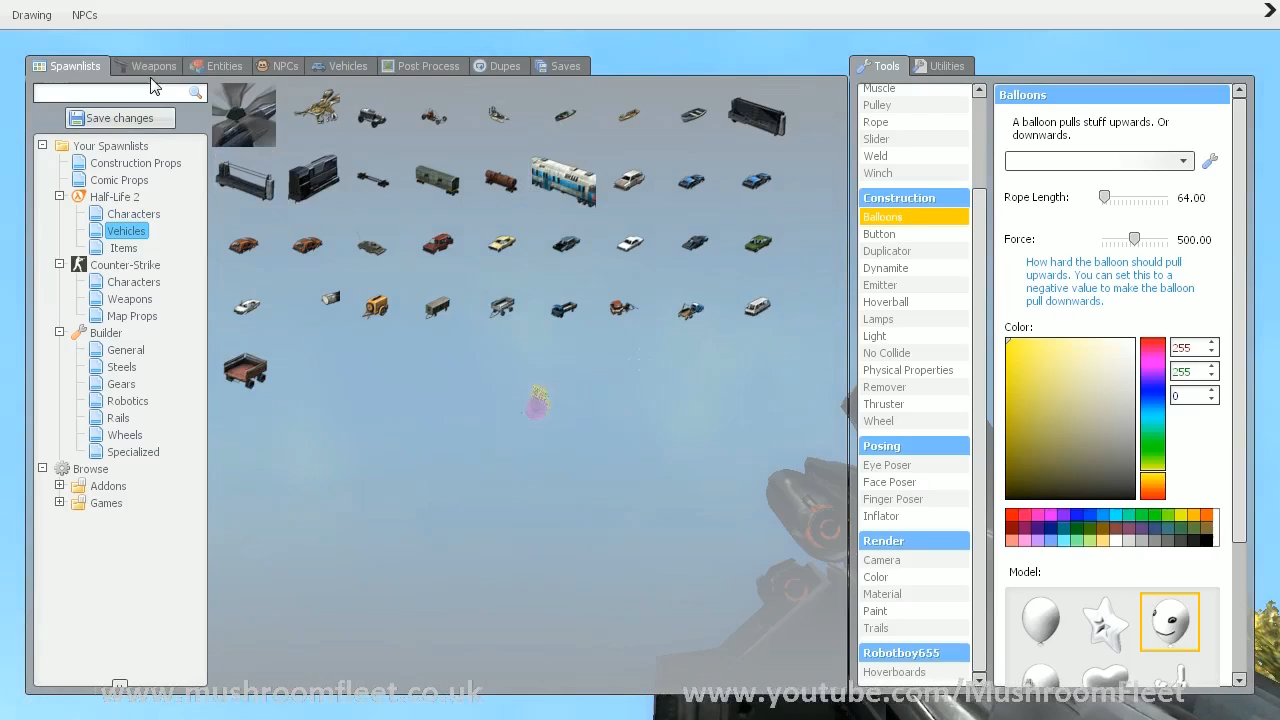 Drawing NPCs
Spawnlists Weapons Entities NPCs Vehicles Post Process Dupes Saves
Save changes
Your Spawnlists
Construction Props
Comic Props
Half-Life 2
Characters
Vehicles
Items
Counter-Strike
Characters
Weapons
Map Props
Builder
General
Steels
Gears
Robotics
Rails
Wheels
Specialized
Browse
Addons
Games
Tools Utilities
Muscle
Pulley
Rope
Slider
Weld
Winch
Construction
Balloons
Button
Duplicator
Dynamite
Emitter
Hoverball
Lamps
Light
No Collide
Physical Properties
Remover
Thruster
Wheel
Posing
Eye Poser
Face Poser
Finger Poser
Inflator
Render
Camera
Color
Material
Paint
Trails
Robotboy655
Hoverboards
Balloons
A balloon pulls stuff upwards. Or
downwards.
Rope Length: 64.00
Force: 500.00
How hard the balloon should pull
upwards. You can set this to a
negative value to make the balloon
pull downwards.
Color:
255
255
0
Model:
www.mushroomfleet.co.uk
www.youtube.com/MushroomFleet